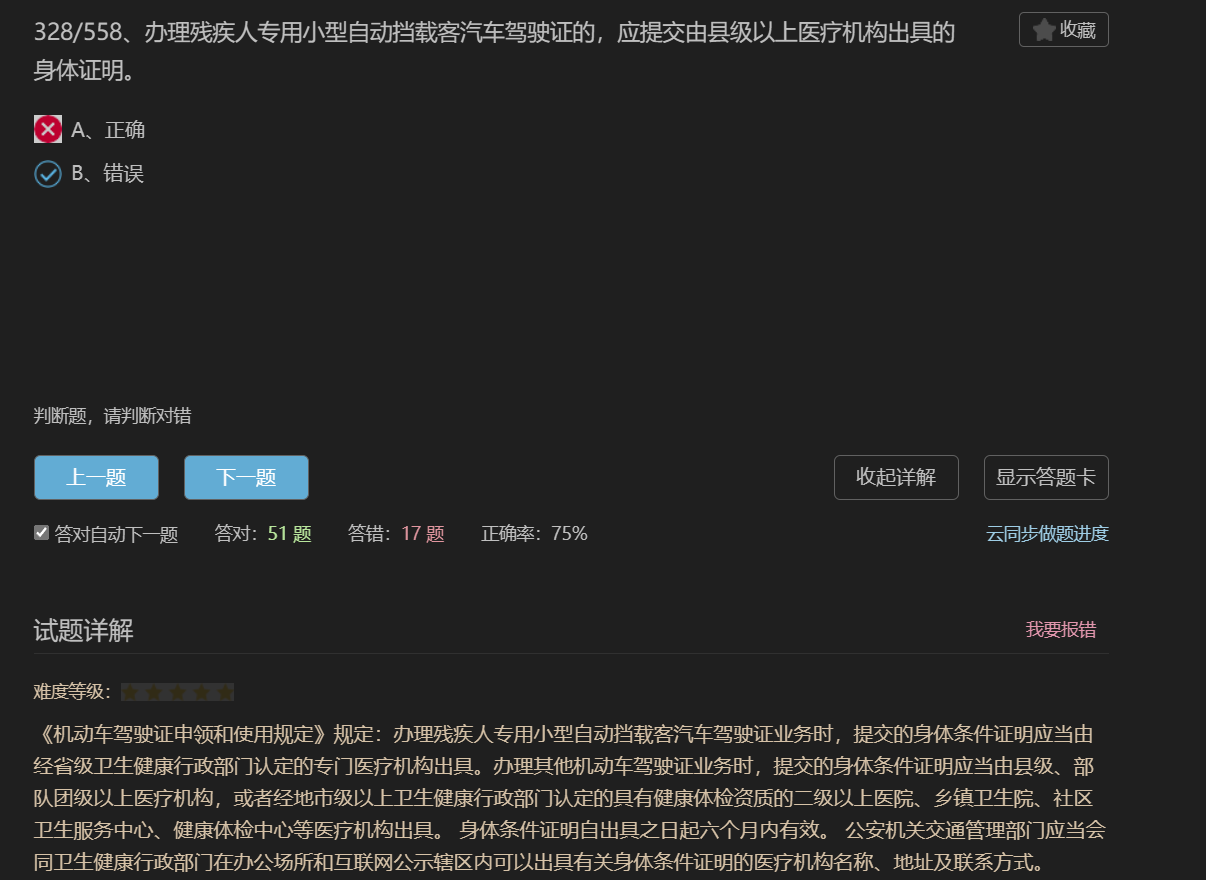 328/558、办理残疾人专用小型自动挡载客汽车驾驶证的，应提交由县级以上医疗机构出具的
收藏
身体证明。
A、正确
B、错误
判断题，请判断对错
上一题 下一题 收起详解 显示答题卡
答对自动下一题 答对：51 题 答错：17 题 正确率：75% 云同步做题进度
试题详解 我要报错
难度等级：
《机动车驾驶证申领和使用规定》规定：办理残疾人专用小型自动挡载客汽车驾驶证业务时，提交的身体条件证明应当由
经省级卫生健康行政部门认定的专门医疗机构出具。办理其他机动车驾驶证业务时，提交的身体条件证明应当由县级、部
队团级以上医疗机构，或者经地市级以上卫生健康行政部门认定的具有健康体检资质的二级以上医院、乡镇卫生院、社区
卫生服务中心、健康体检中心等医疗机构出具。 身体条件证明自出具之日起六个月内有效。 公安机关交通管理部门应当会
同卫生健康行政部门在办公场所和互联网公示辖区内可以出具有关身体条件证明的医疗机构名称、地址及联系方式。